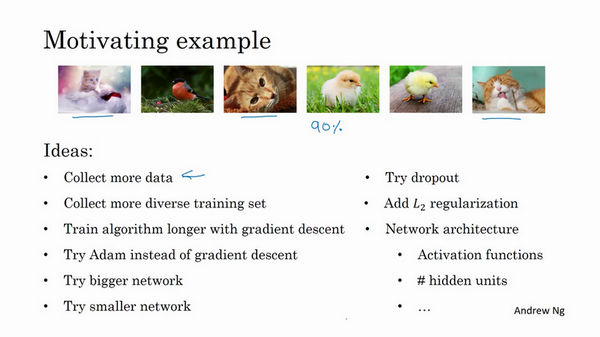 Motivating example
90%
Ideas:
• Collect more data
• Collect more diverse training set
• Train algorithm longer with gradient descent
• Try Adam instead of gradient descent
• Try bigger network
• Try smaller network
• Try dropout
• Add L₂ regularization
• Network architecture
• Activation functions
• # hidden units
• ...
Andrew Ng